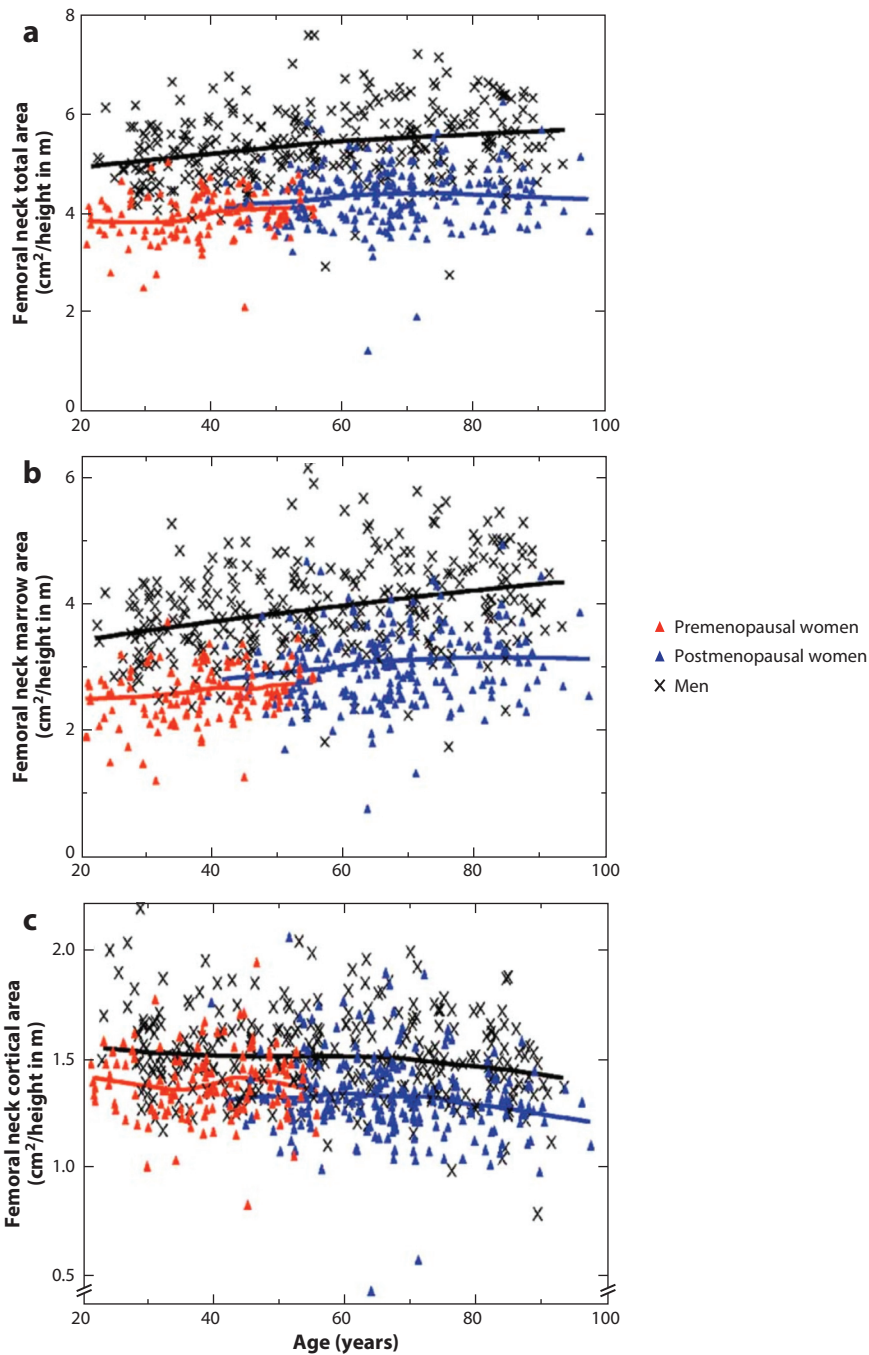 a
Femoral neck total area
(cm²/height in m)
8
6
4
2
0
20 40 60 80 100
b
Femoral neck marrow area
(cm²/height in m)
6
4
2
0
20 40 60 80 100
Premenopausal women
Postmenopausal women
Men
c
Femoral neck cortical area
(cm²/height in m)
2.0
1.5
1.0
0.5
20 40 60 80 100
Age (years)